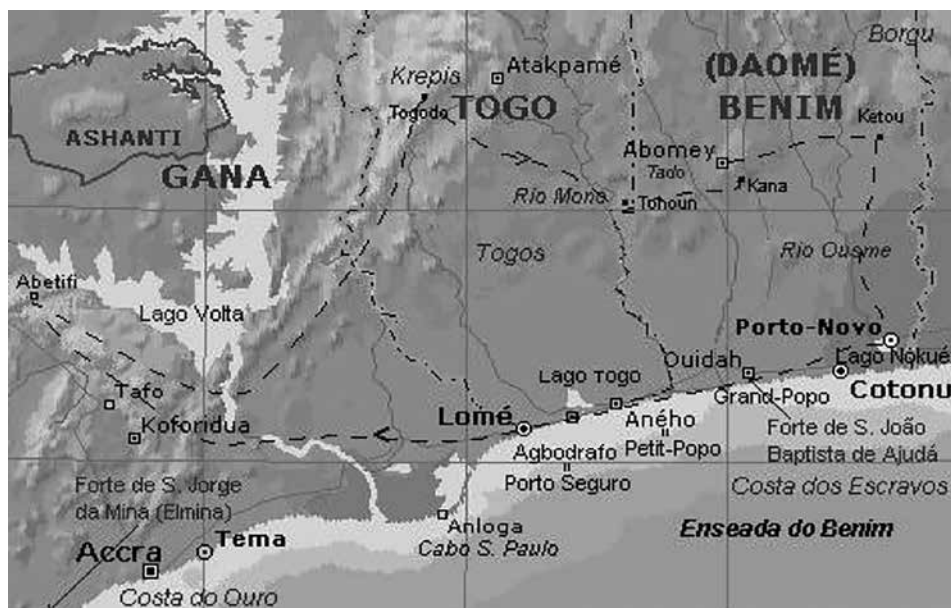 Borgu
(DAOMÉ)
BENIM
Krepis
Atakpamé
TOGO
Togodo
ASHANTI
GANA
Ketou
Abomey
Tado
Kana
Rio Mono
Tohoun
Togos
Rio Ousme
Abetifi
Lago Volta
Porto-Novo
Lago Nokué
Ouidah
Cotonu
Lago Togo
Grand-Popo
Tafo
Lomé
Aného
=
Petit-Popo
Koforidua
Agbodrafo
=
Porto Seguro
Forte de S. João
Baptista de Ajudá
Forte de S. Jorge
da Mina (Elmina)
Costa dos Escravos
Anloga
Cabo S. Paulo
Enseada do Benim
Tema
Accra
Costa do Ouro